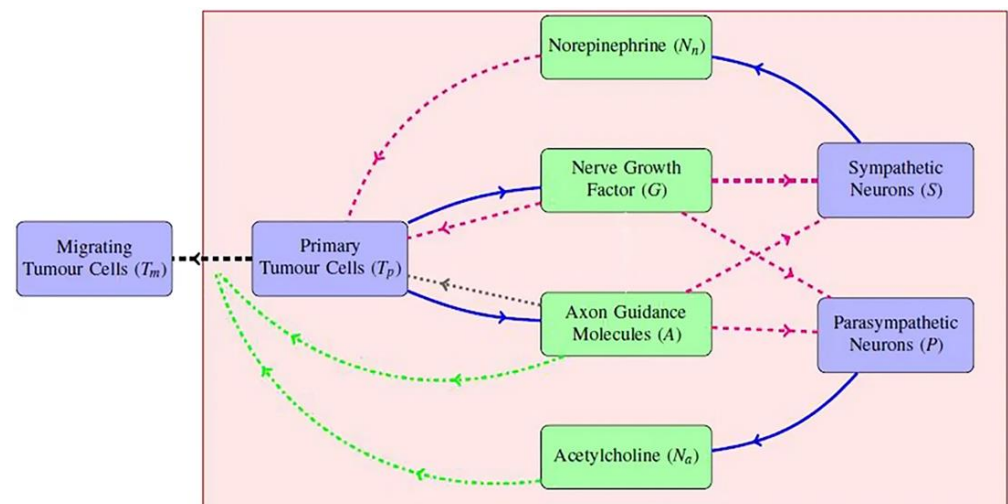 Norepinephrine (Nₙ)
Nerve Growth
Factor (G)
Sympathetic
Neurons (S)
Migrating
Tumour Cells (Tₘ)
Primary
Tumour Cells (Tₚ)
Axon Guidance
Molecules (A)
Parasympathetic
Neurons (P)
Acetylcholine (Nₐ)